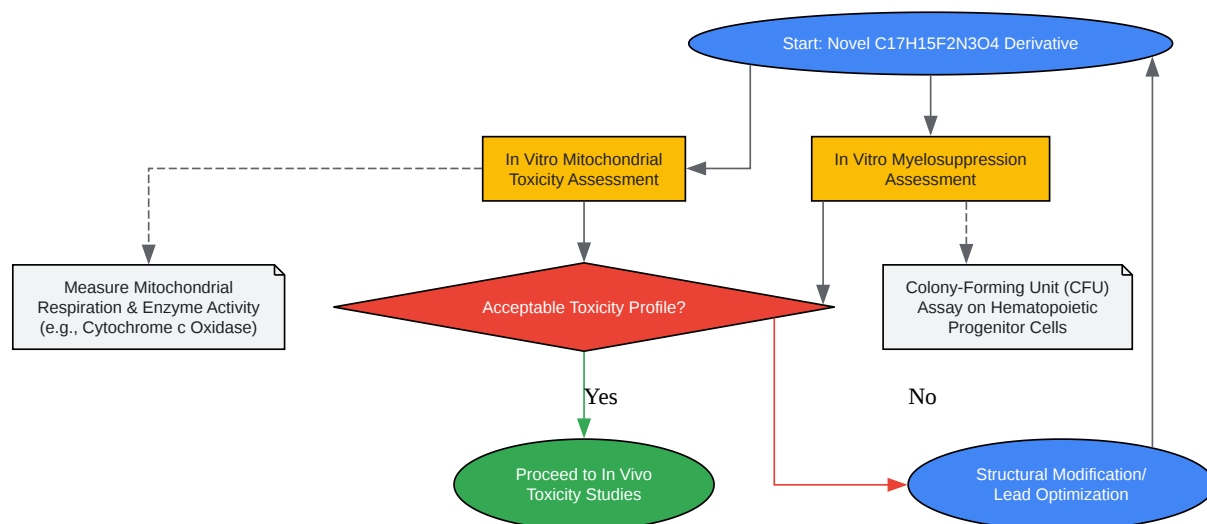 Start: Novel C17H15F2N3O4 Derivative
In Vitro Mitochondrial
Toxicity Assessment
In Vitro Myelosuppression
Assessment
Measure Mitochondrial
Respiration & Enzyme Activity
(e.g., Cytochrome c Oxidase)
Acceptable Toxicity Profile?
Colony-Forming Unit (CFU)
Assay on Hematopoietic
Progenitor Cells
Yes
No
Proceed to In Vivo
Toxicity Studies
Structural Modification/
Lead Optimization